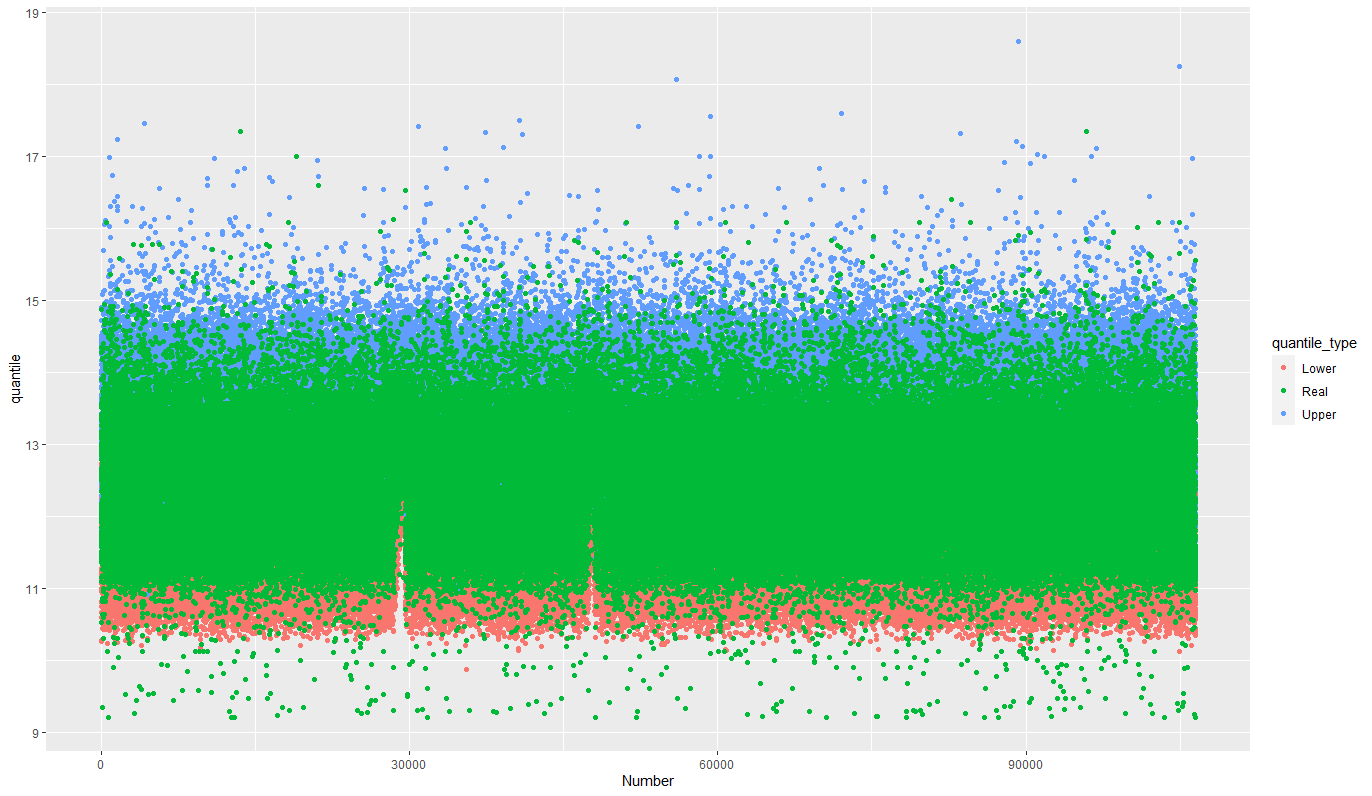 19
17
15
13
11
9
quantile
0
30000
60000
90000
Number
quantile_type
Lower
Real
Upper